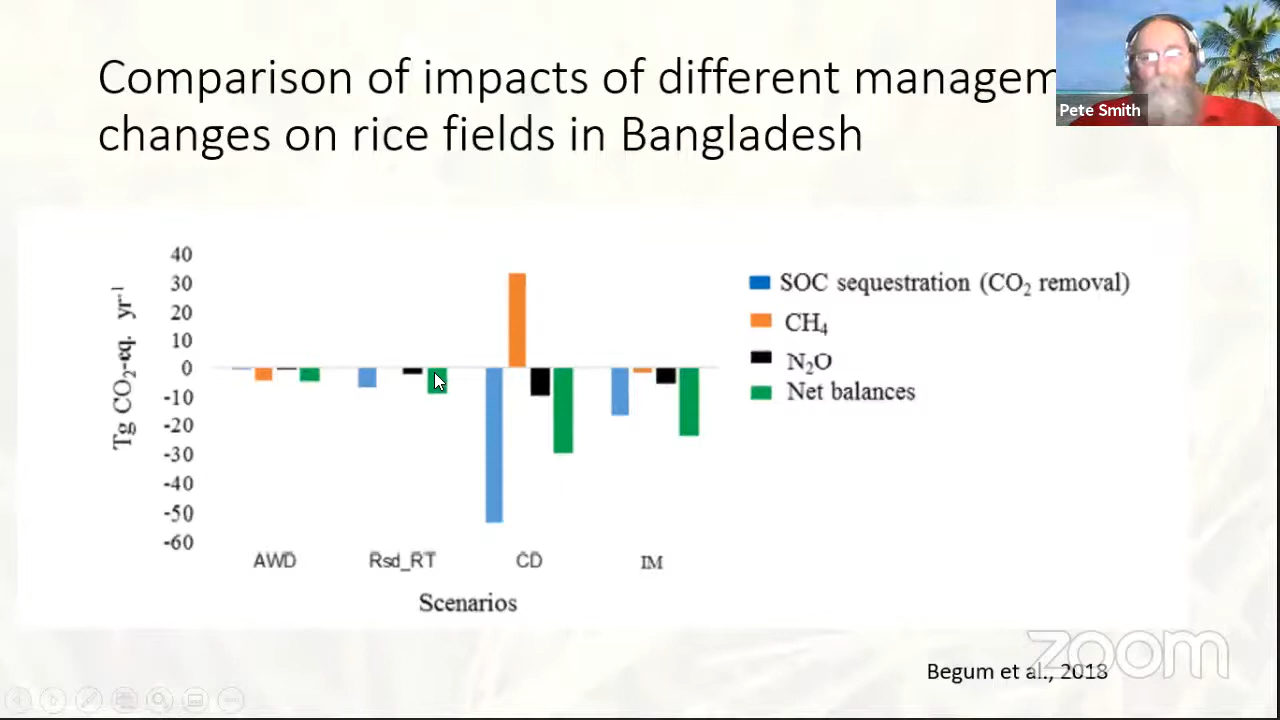 Comparison of impacts of different managem
changes on rice fields in Bangladesh
Pete Smith
40
30
20
10
0
-10
-20
-30
-40
-50
-60
Tg CO₂-eq. yr⁻¹
AWD
Rsd_RT
CD
IM
Scenarios
SOC sequestration (CO₂ removal)
CH₄
N₂O
Net balances
Begum et al., 2018
zoom